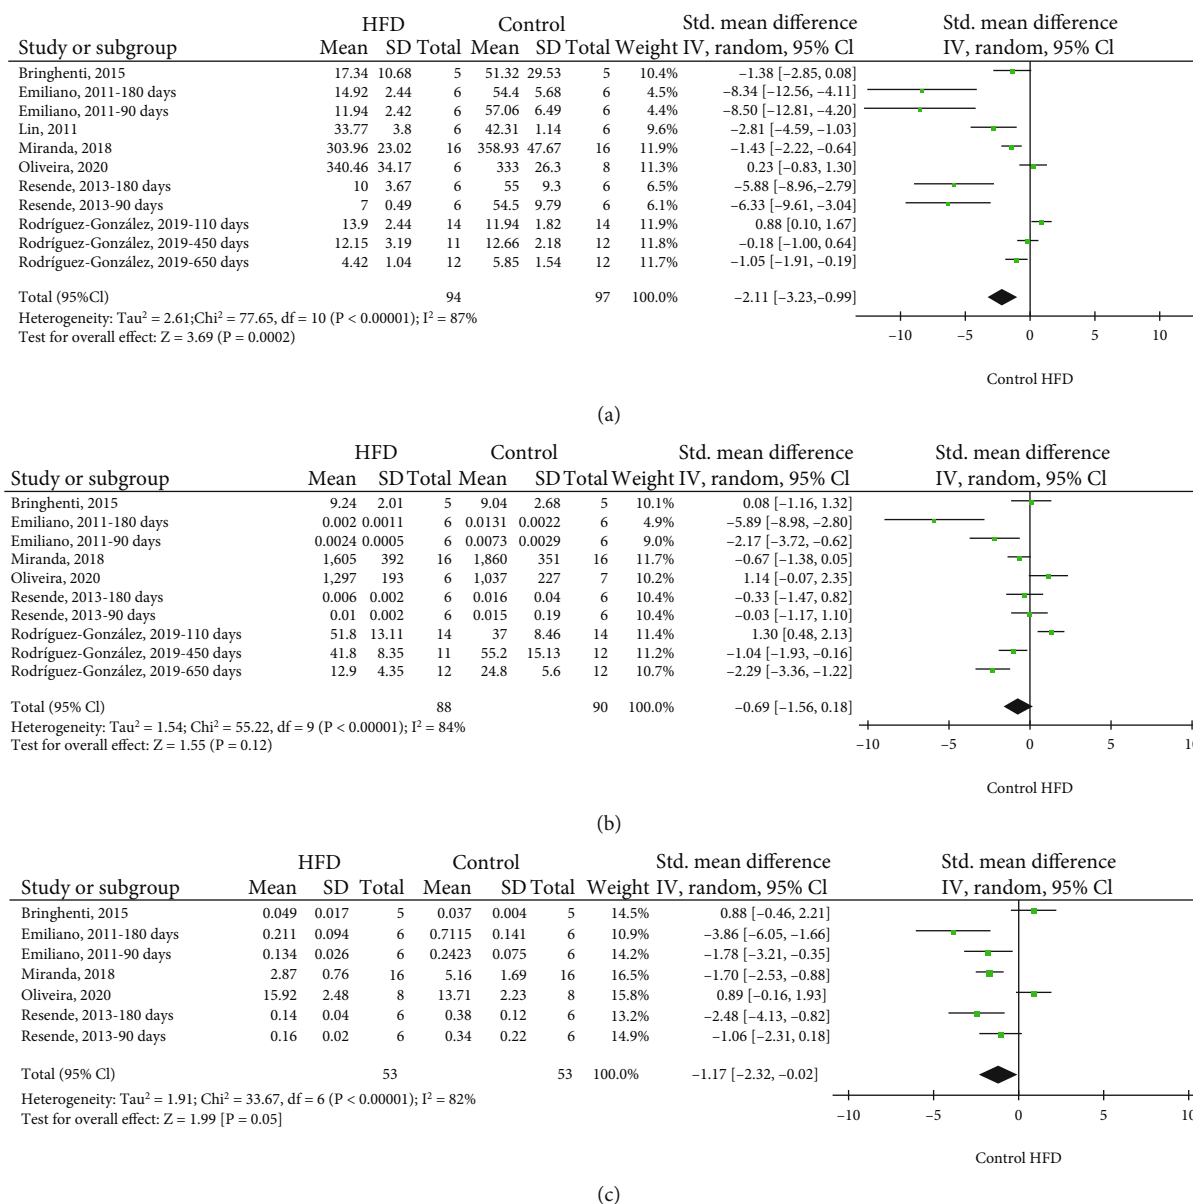 HFD Control Std. mean difference Std. mean difference
Study or subgroup Mean SD Total Mean SD Total Weight IV, random, 95% Cl IV, random, 95% Cl
Bringhenti, 2015 17.34 10.68 5 51.32 29.53 5 10.4% −1.38 [−2.85, 0.08]
Emiliano, 2011-180 days 14.92 2.44 6 54.4 5.68 6 4.5% −8.34 [−12.56, −4.11]
Emiliano, 2011-90 days 11.94 2.42 6 57.06 6.49 6 4.4% −8.50 [−12.81, −4.20]
Lin, 2011 33.77 3.8 6 42.31 1.14 6 9.6% −2.81 [−4.59, −1.03]
Miranda, 2018 303.96 23.02 16 358.93 47.67 16 11.9% −1.43 [−2.22, −0.64]
Oliveira, 2020 340.46 34.17 6 333 26.3 8 11.3% 0.23 [−0.83, 1.30]
Resende, 2013-180 days 10 3.67 6 55 9.3 6 6.5% −5.88 [−8.96,−2.79]
Resende, 2013-90 days 7 0.49 6 54.5 9.79 6 6.1% −6.33 [−9.61, −3.04]
Rodríguez-González, 2019-110 days 13.9 2.44 14 11.94 1.82 14 11.9% 0.88 [0.10, 1.67]
Rodríguez-González, 2019-450 days 12.15 3.19 11 12.66 2.18 12 11.8% −0.18 [−1.00, 0.64]
Rodríguez-González, 2019-650 days 4.42 1.04 12 5.85 1.54 12 11.7% −1.05 [−1.91, −0.19]
Total (95%Cl) 94 97 100.0% −2.11 [−3.23,−0.99]
Heterogeneity: Tau² = 2.61;Chi² = 77.65, df = 10 (P < 0.00001); I² = 87%
Test for overall effect: Z = 3.69 (P = 0.0002)
−10 −5 0 5 10
Control HFD
(a)
HFD Control Std. mean difference Std. mean difference
Study or subgroup Mean SD Total Mean SD Total Weight IV, random, 95% Cl IV, random, 95% Cl
Bringhenti, 2015 9.24 2.01 5 9.04 2.68 5 10.1% 0.08 [−1.16, 1.32]
Emiliano, 2011-180 days 0.002 0.0011 6 0.0131 0.0022 6 4.9% −5.89 [−8.98, −2.80]
Emiliano, 2011-90 days 0.0024 0.0005 6 0.0073 0.0029 6 9.0% −2.17 [−3.72, −0.62]
Miranda, 2018 1,605 392 16 1,860 351 16 11.7% −0.67 [−1.38, 0.05]
Oliveira, 2020 1,297 193 6 1,037 227 7 10.2% 1.14 [−0.07, 2.35]
Resende, 2013-180 days 0.006 0.002 6 0.016 0.04 6 10.4% −0.33 [−1.47, 0.82]
Resende, 2013-90 days 0.01 0.002 6 0.015 0.19 6 10.4% −0.03 [−1.17, 1.10]
Rodríguez-González, 2019-110 days 51.8 13.11 14 37 8.46 14 11.4% 1.30 [0.48, 2.13]
Rodríguez-González, 2019-450 days 41.8 8.35 11 55.2 15.13 12 11.2% −1.04 [−1.93, −0.16]
Rodríguez-González, 2019-650 days 12.9 4.35 12 24.8 5.6 12 10.7% −2.29 [−3.36, −1.22]
Total (95% Cl) 88 90 100.0% −0.69 [−1.56, 0.18]
Heterogeneity: Tau² = 1.54; Chi² = 55.22, df = 9 (P < 0.00001); I² = 84%
Test for overall effect: Z = 1.55 (P = 0.12)
−10 −5 0 5 10
Control HFD
(b)
HFD Control Std. mean difference Std. mean difference
Study or subgroup Mean SD Total Mean SD Total Weight IV, random, 95% Cl IV, random, 95% Cl
Bringhenti, 2015 0.049 0.017 5 0.037 0.004 5 14.5% 0.88 [−0.46, 2.21]
Emiliano, 2011-180 days 0.211 0.094 6 0.7115 0.141 6 10.9% −3.86 [−6.05, −1.66]
Emiliano, 2011-90 days 0.134 0.026 6 0.2423 0.075 6 14.2% −1.78 [−3.21, −0.35]
Miranda, 2018 2.87 0.76 16 5.16 1.69 16 16.5% −1.70 [−2.53, −0.88]
Oliveira, 2020 15.92 2.48 8 13.71 2.23 8 15.8% 0.89 [−0.16, 1.93]
Resende, 2013-180 days 0.14 0.04 6 0.38 0.12 6 13.2% −2.48 [−4.13, −0.82]
Resende, 2013-90 days 0.16 0.02 6 0.34 0.22 6 14.9% −1.06 [−2.31, 0.18]
Total (95% Cl) 53 53 100.0% −1.17 [−2.32, −0.02]
Heterogeneity: Tau² = 1.91; Chi² = 33.67, df = 6 (P < 0.00001); I² = 82%
Test for overall effect: Z = 1.99 [P = 0.05]
−10 −5 0 5 10
Control HFD
(c)